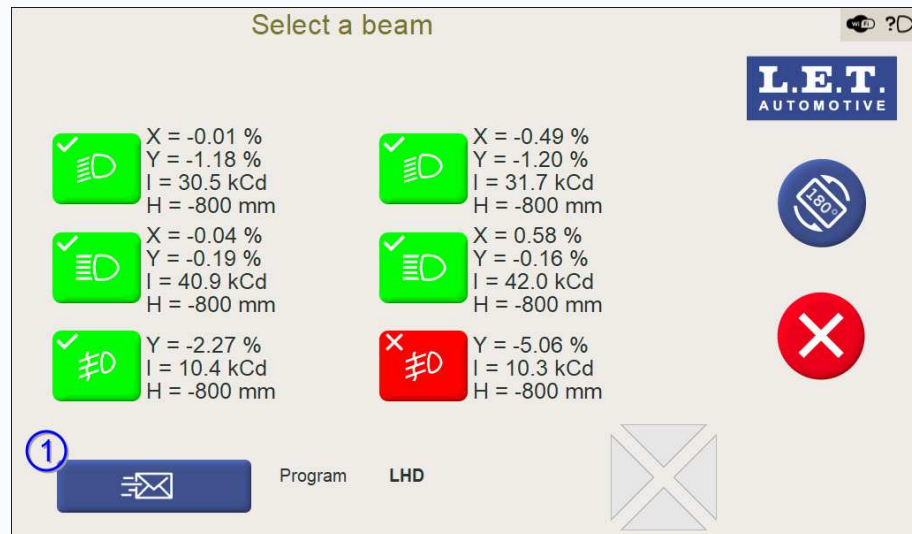 Select a beam
WiFi ?
L.E.T.
AUTOMOTIVE
X = -0.01 %
Y = -1.18 %
I = 30.5 kCd
H = -800 mm
X = -0.49 %
Y = -1.20 %
I = 31.7 kCd
H = -800 mm
180°
X = -0.04 %
Y = -0.19 %
I = 40.9 kCd
H = -800 mm
X = 0.58 %
Y = -0.16 %
I = 42.0 kCd
H = -800 mm
Y = -2.27 %
I = 10.4 kCd
H = -800 mm
Y = -5.06 %
I = 10.3 kCd
H = -800 mm
1
Program LHD